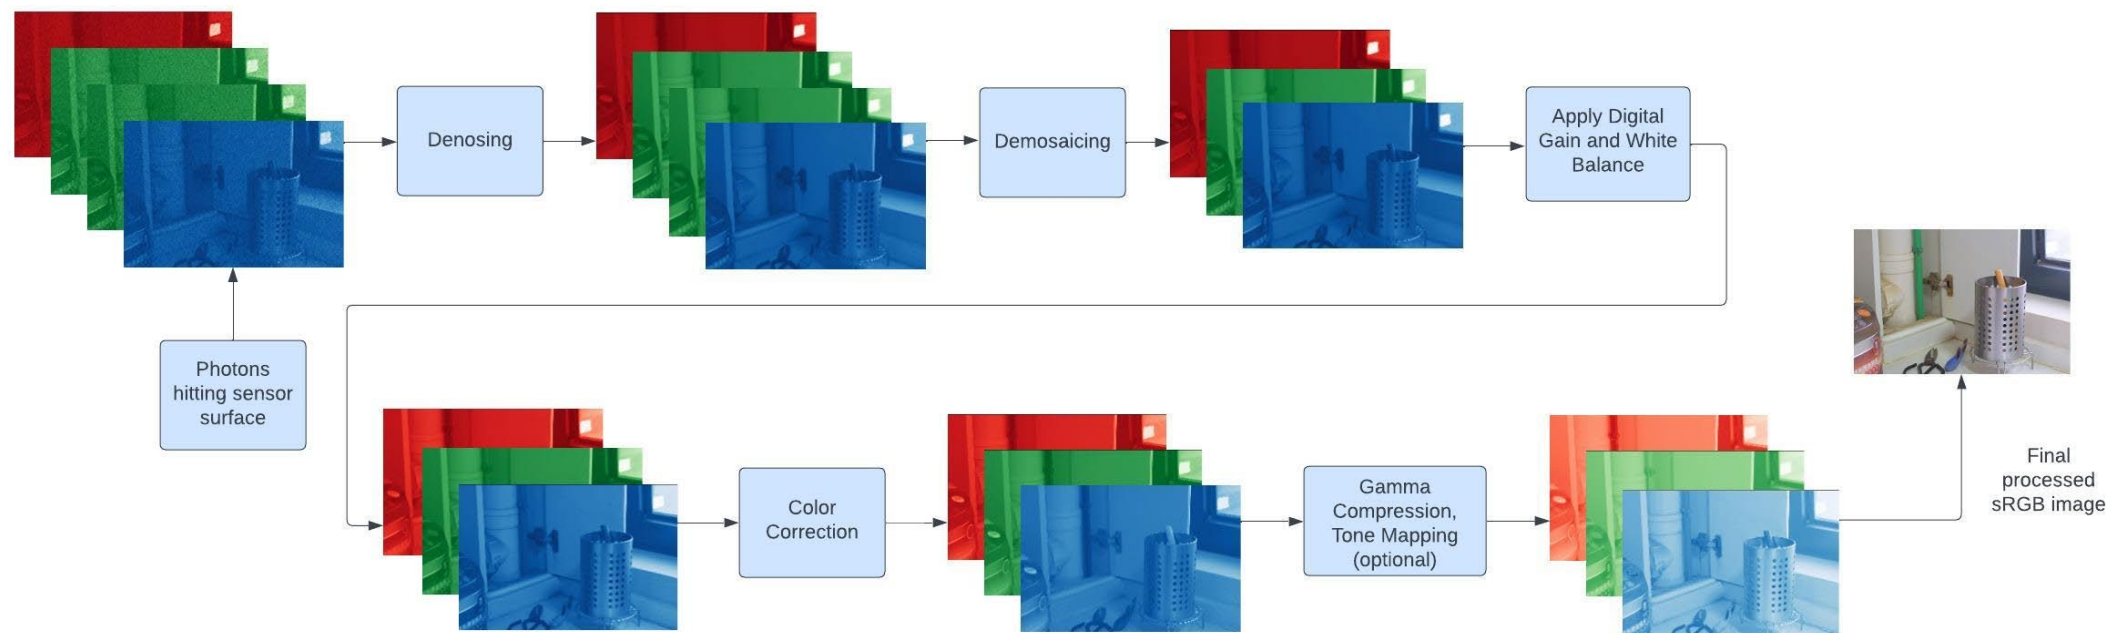 Denosing
Demosaicing
Apply Digital
Gain and White
Balance
Photons
hitting sensor
surface
Color
Correction
Gamma
Compression,
Tone Mapping
(optional)
Final
processed
sRGB image